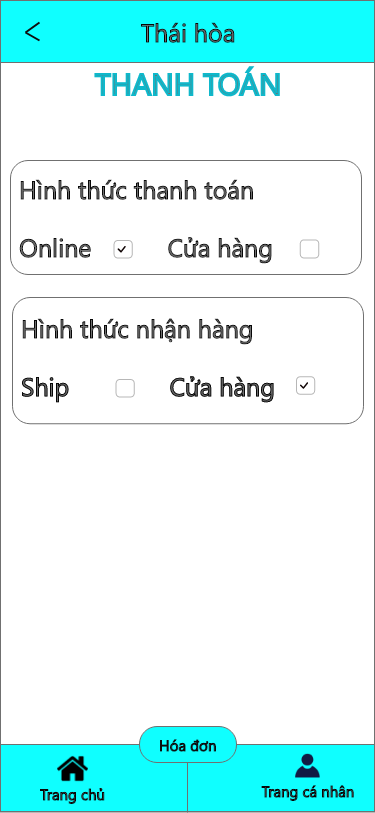 Thái hòa
THANH TOÁN
Hình thức thanh toán
Online Cửa hàng
Hình thức nhận hàng
Ship Cửa hàng
Hóa đơn
Trang chủ Trang cá nhân